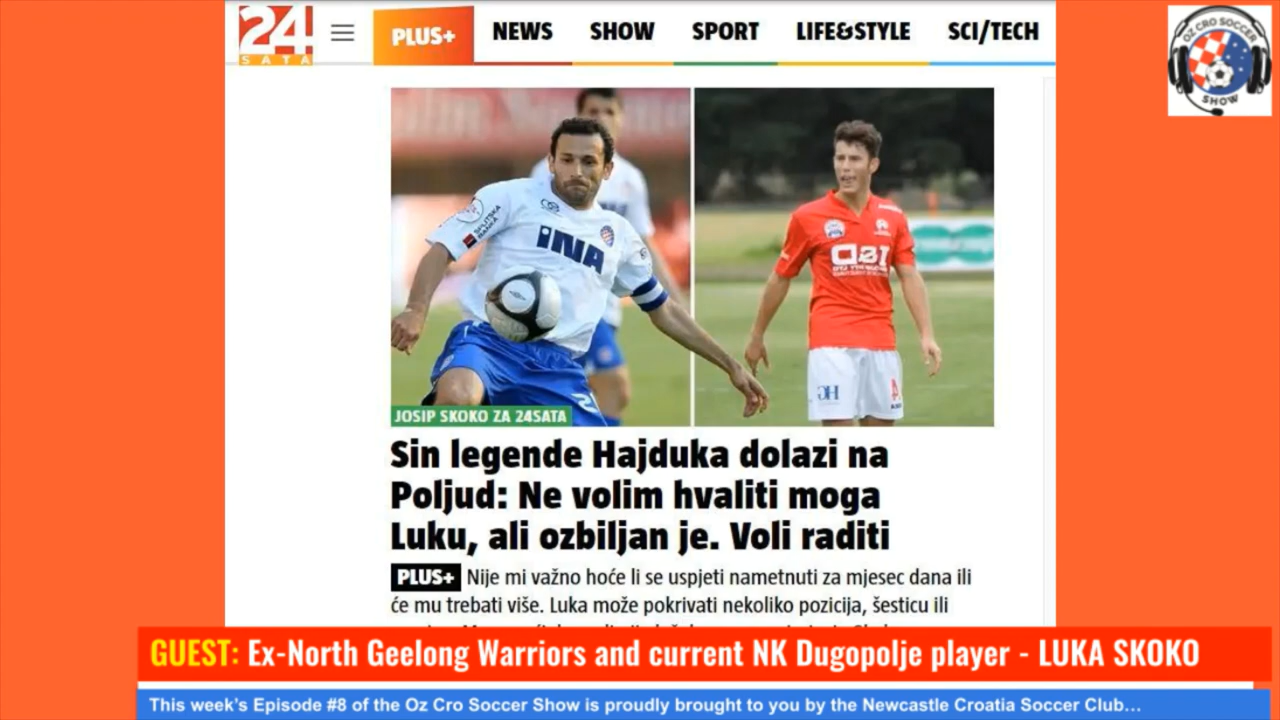 24
SATA
PLUS+
NEWS
SHOW
SPORT
LIFE&STYLE
SCI/TECH
OZ CRO SOCCER
SHOW
SPLITSKA
BANKA
INA
JOSIP SKOKO ZA 24SATA
Sin legende Hajduka dolazi na
Poljud: Ne volim hvaliti moga
Luku, ali ozbiljan je. Voli raditi
PLUS+ Nije mi važno hoće li se uspjeti nametnuti za mjesec dana ili
će mu trebati više. Luka može pokrivati nekoliko pozicija, šesticu ili
GUEST: Ex-North Geelong Warriors and current NK Dugopolje player - LUKA SKOKO
This week's Episode #8 of the Oz Cro Soccer Show is proudly brought to you by the Newcastle Croatia Soccer Club...